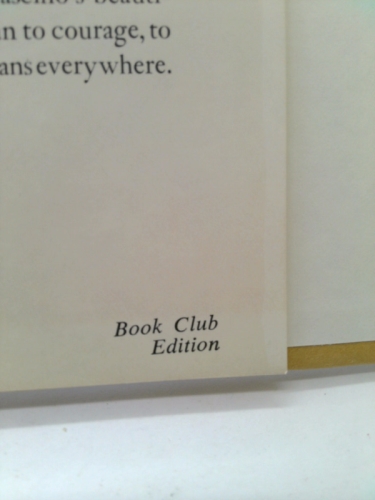 n to courage, to
ans everywhere.
Book Club
Edition